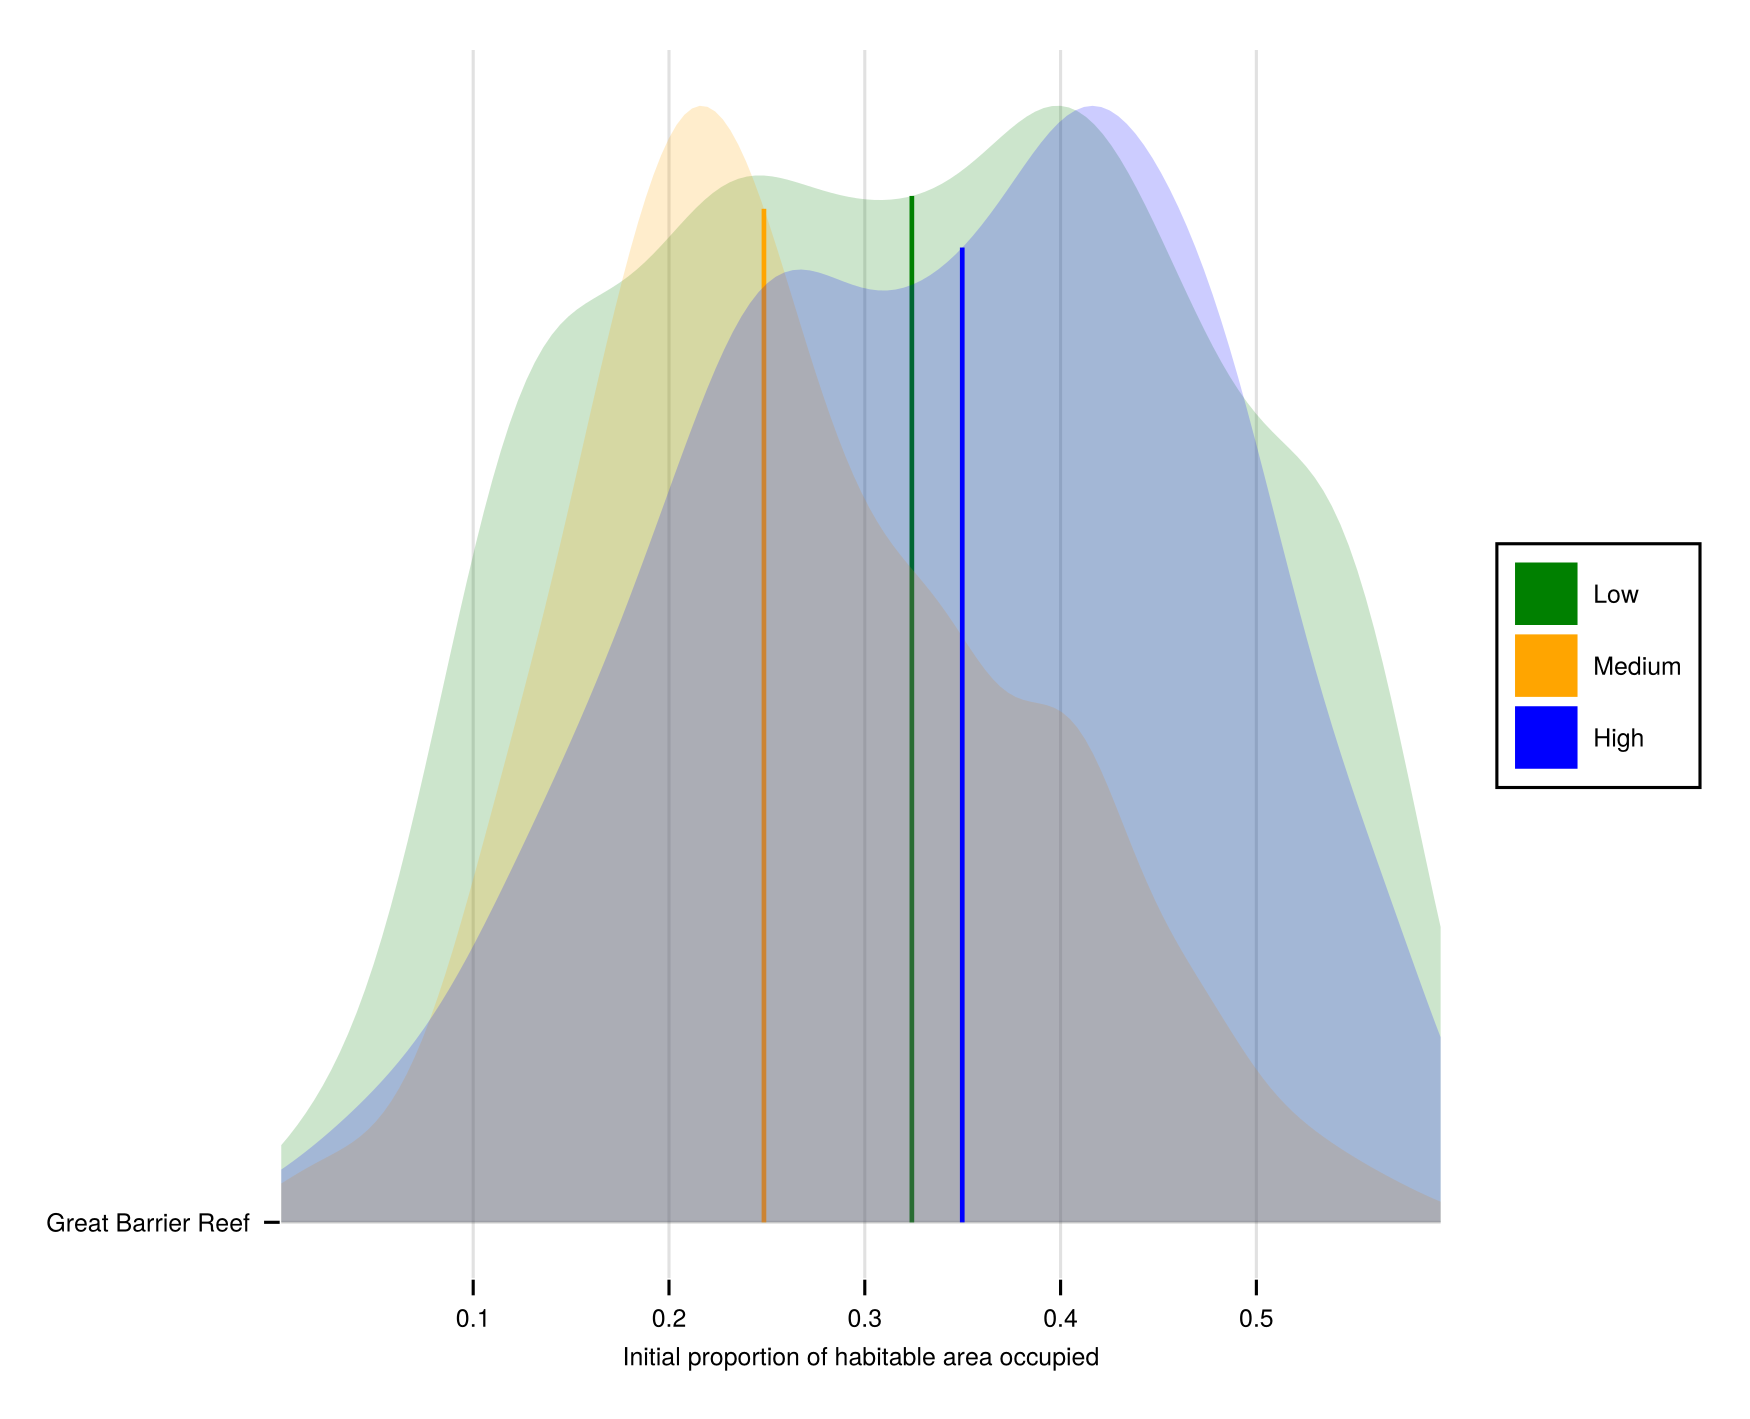 Low
Medium
High
Great Barrier Reef
0.1 0.2 0.3 0.4 0.5
Initial proportion of habitable area occupied